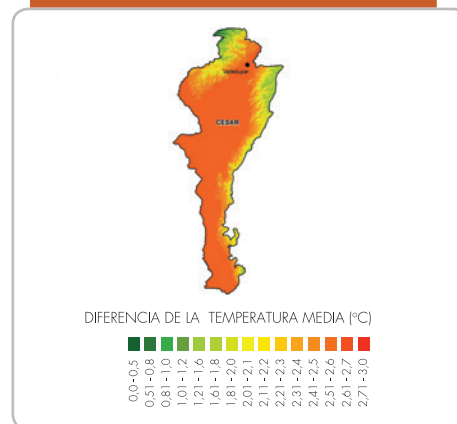 Valledupar
CESAR
DIFERENCIA DE LA TEMPERATURA MEDIA (ºC)
0,0 - 0,5
0,51 - 0,8
0,81 - 1,0
1,01 - 1,2
1,21 - 1,6
1,61 - 1,8
1,81 - 2,0
2,01 - 2,1
2,11 - 2,2
2,21 - 2,3
2,31 - 2,4
2,41 - 2,5
2,51 - 2,6
2,61 - 2,7
2,71 - 3,0